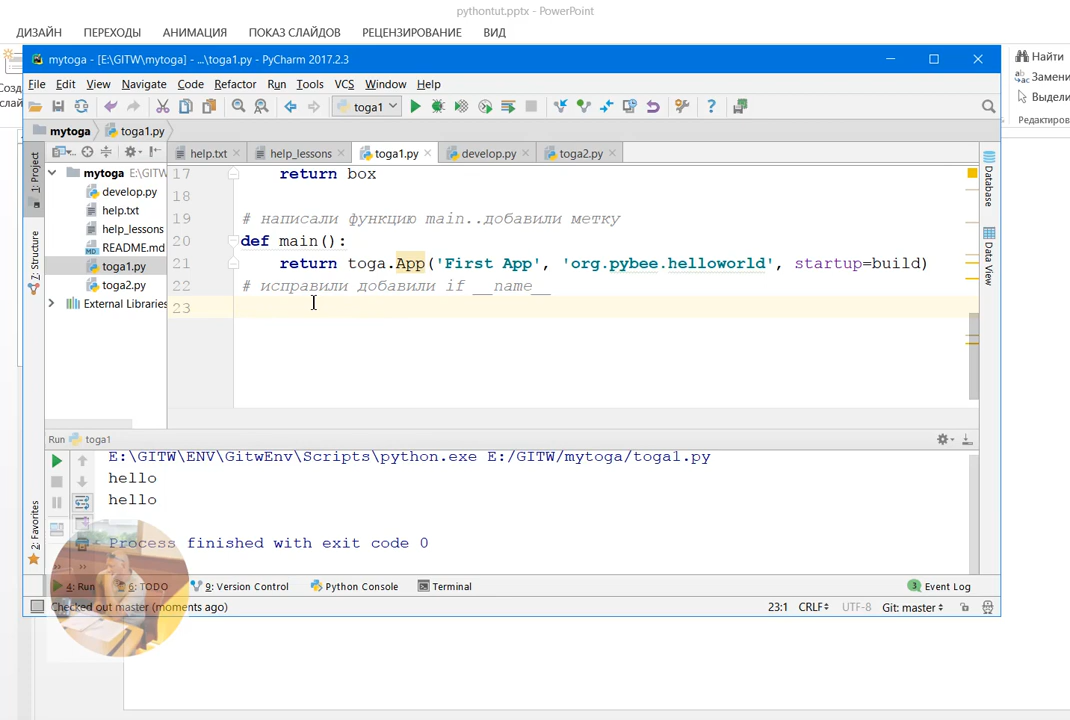 pythontut.pptx - PowerPoint
ДИЗАЙН ПЕРЕХОДЫ АНИМАЦИЯ ПОКАЗ СЛАЙДОВ РЕЦЕНЗИРОВАНИЕ ВИД
mytoga - [E:\GITW\mytoga] - ...\toga1.py - PyCharm 2017.2.3
Найти
Замени
Выдели
Редактиров
Созд
слай
File Edit View Navigate Code Refactor Run Tools VCS Window Help
toga1
mytoga toga1.py
help.txt help_lessons toga1.py develop.py toga2.py
1: Project
Structure
2: Favorites
mytoga E:\GITW
develop.py
help.txt
help_lessons
README.md
toga1.py
toga2.py
External Libraries
17 return box
18
19 # написали функцию main..добавили метку
20 def main():
21 return toga.App('First App', 'org.pybee.helloworld', startup=build)
22 # исправили добавили if __name__
23
Database
Data View
Run toga1
E:\GITW\ENV\GitwEnv\Scripts\python.exe E:/GITW/mytoga/toga1.py
hello
hello
Process finished with exit code 0
4: Run 6: TODO 9: Version Control Python Console Terminal 3 Event Log
Checked out master (moments ago) 23:1 CRLF UTF-8 Git: master